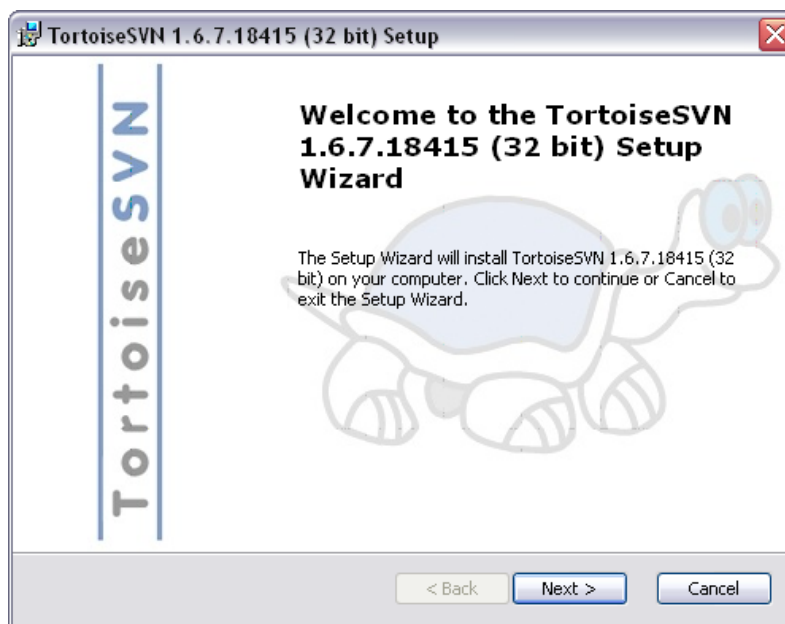 TortoiseSVN 1.6.7.18415 (32 bit) Setup
TortoiseSVN
Welcome to the TortoiseSVN
1.6.7.18415 (32 bit) Setup
Wizard
The Setup Wizard will install TortoiseSVN 1.6.7.18415 (32
bit) on your computer. Click Next to continue or Cancel to
exit the Setup Wizard.
< Back
Next >
Cancel